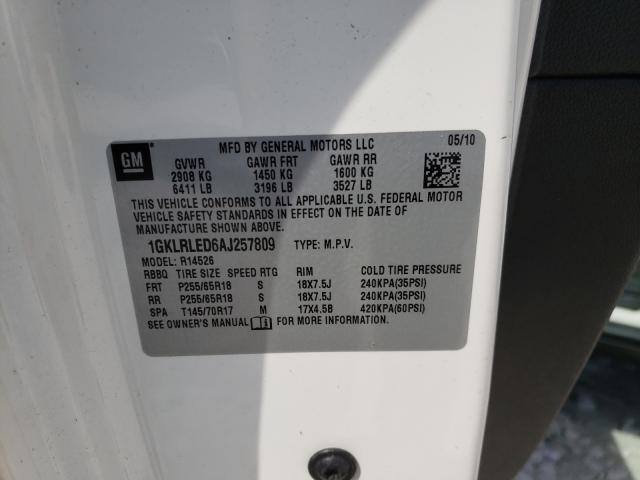 MFD BY GENERAL MOTORS LLC 05/10
GM
GVWR GAWR FRT GAWR RR
2908 KG 1450 KG 1600 KG
6411 LB 3196 LB 3527 LB
THIS VEHICLE CONFORMS TO ALL APPLICABLE U.S. FEDERAL MOTOR
VEHICLE SAFETY STANDARDS IN EFFECT ON THE DATE OF
MANUFACTURE SHOWN ABOVE.
1GKLRLED6AJ257809 TYPE: M.P.V.
MODEL: R14526
RBBQ TIRE SIZE SPEED RTG RIM COLD TIRE PRESSURE
FRT P255/65R18 S 18X7.5J 240KPA(35PSI)
RR P255/65R18 S 18X7.5J 240KPA(35PSI)
SPA T145/70R17 M 17X4.5B 420KPA(60PSI)
SEE OWNER'S MANUAL FOR MORE INFORMATION.